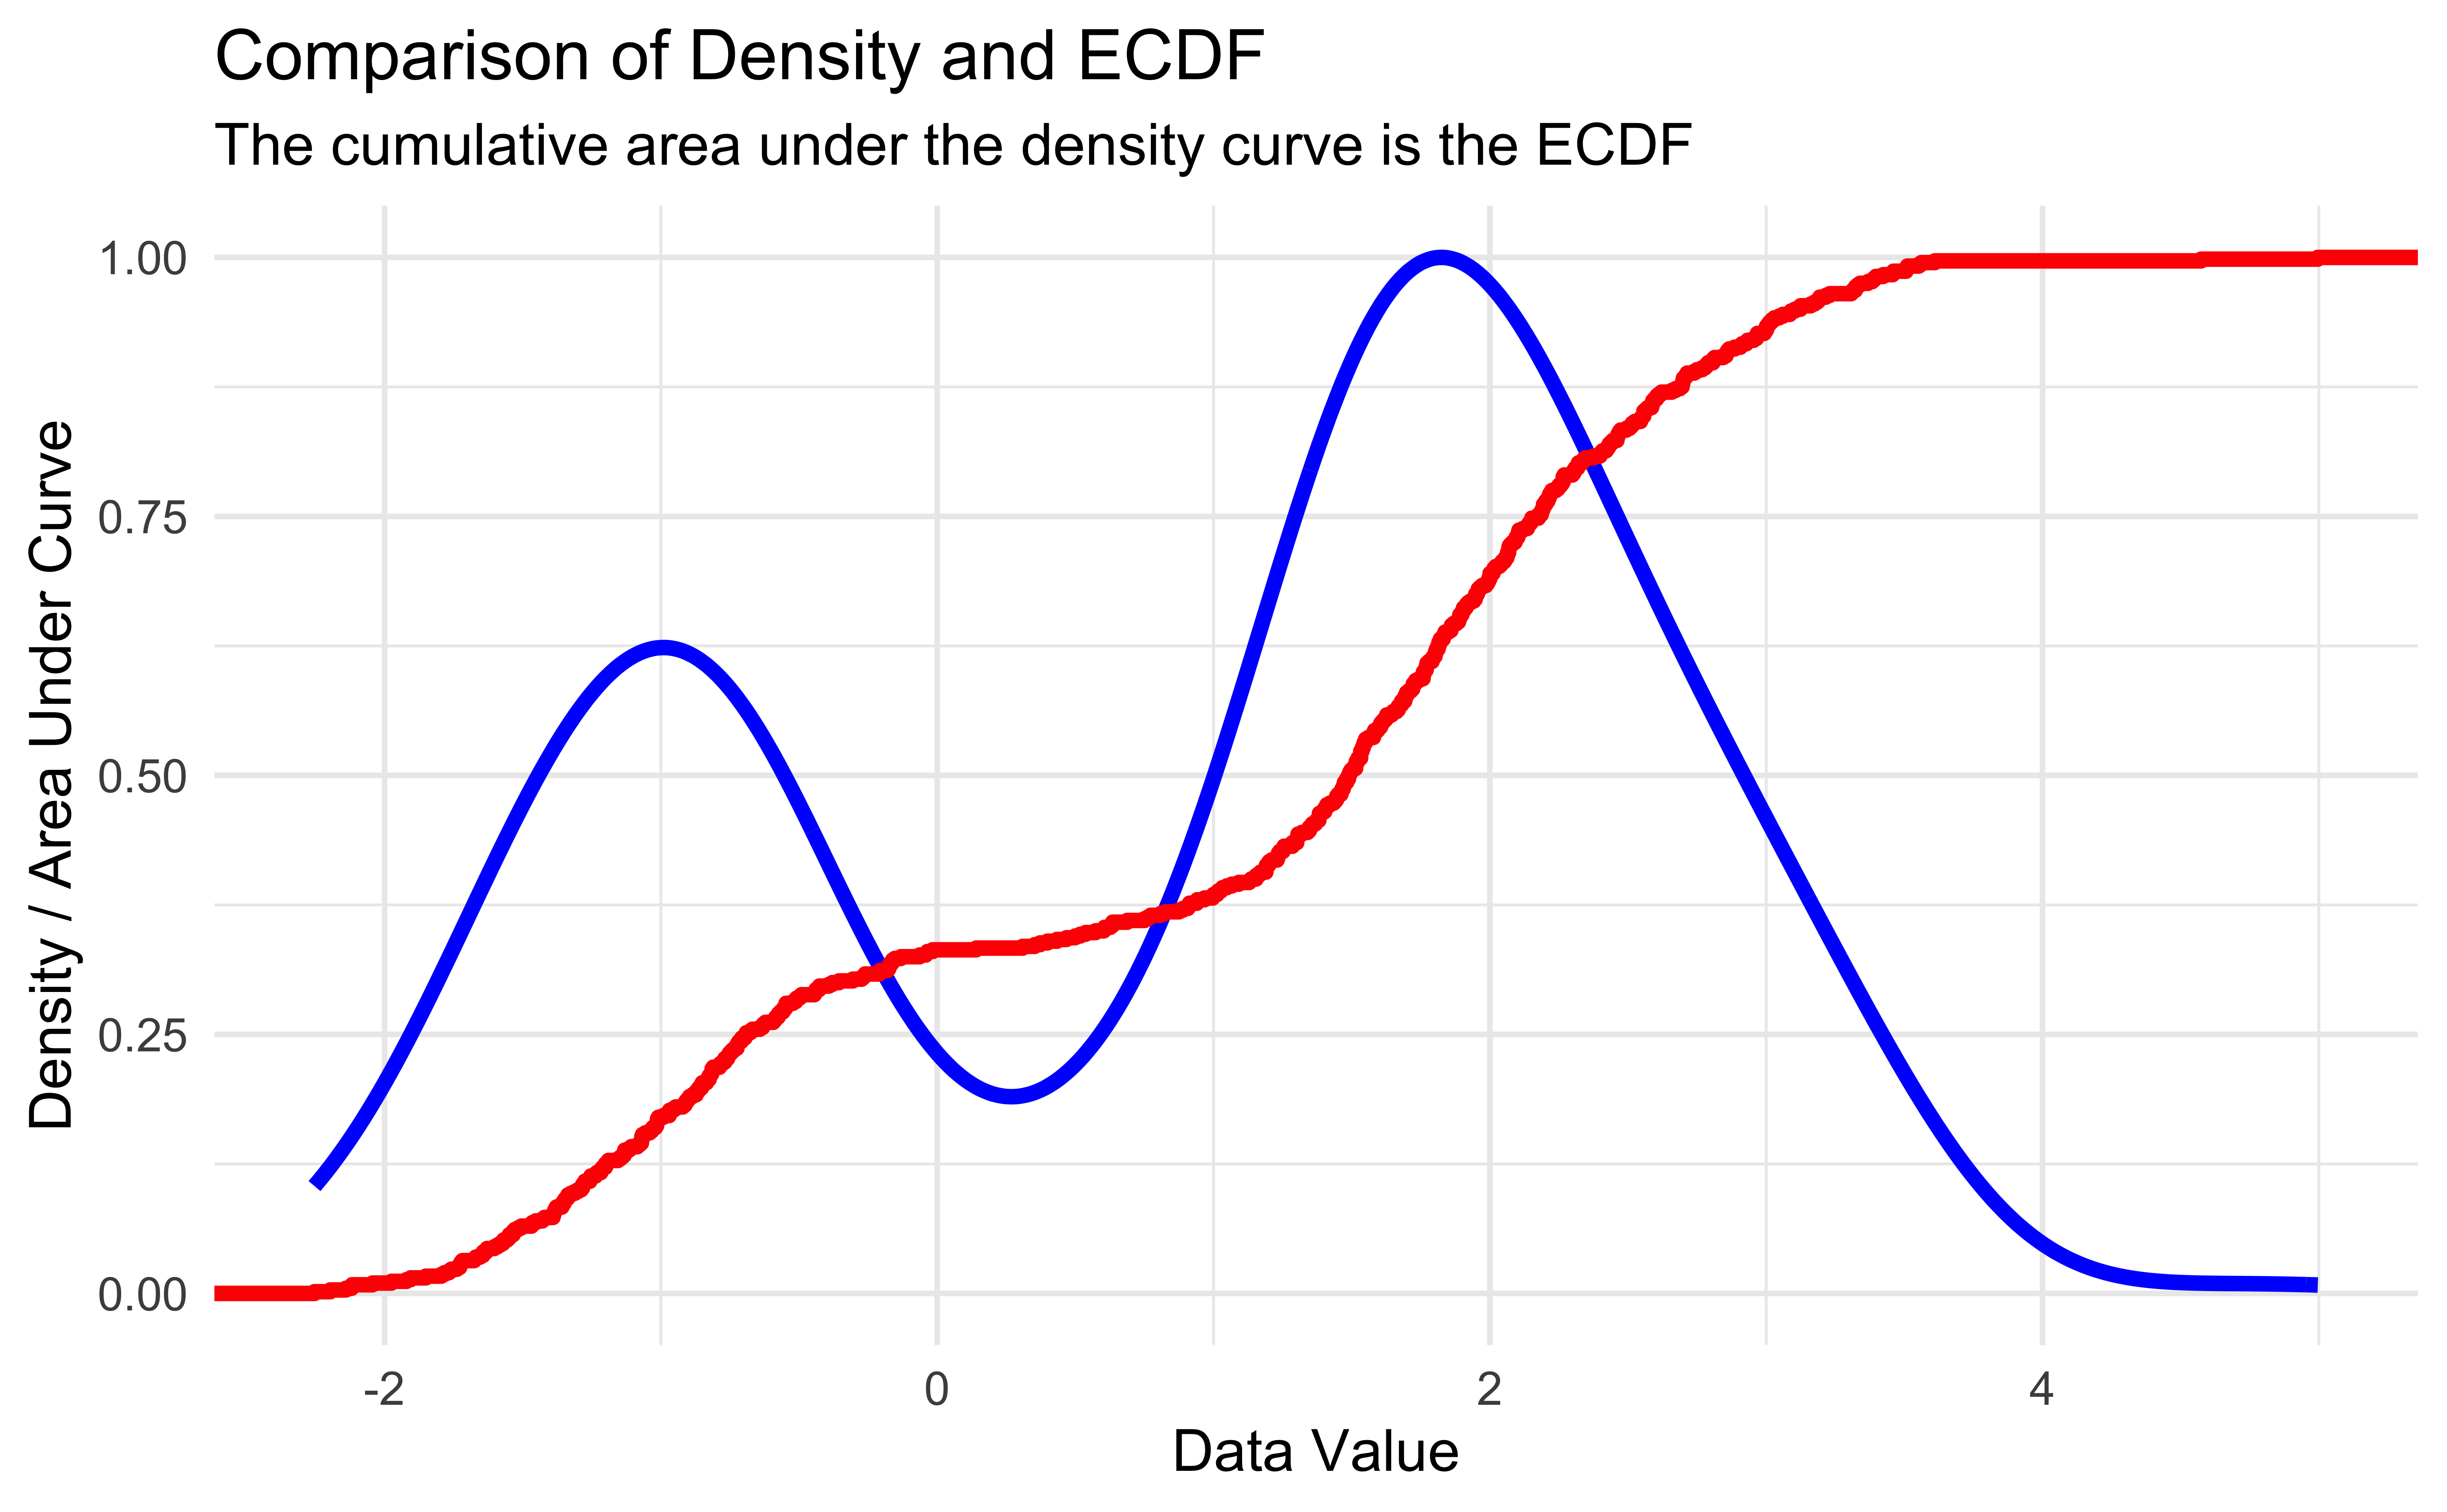 Comparison of Density and ECDF
The cumulative area under the density curve is the ECDF
Density / Area Under Curve
1.00
0.75
0.50
0.25
0.00
-2 0 2 4
Data Value